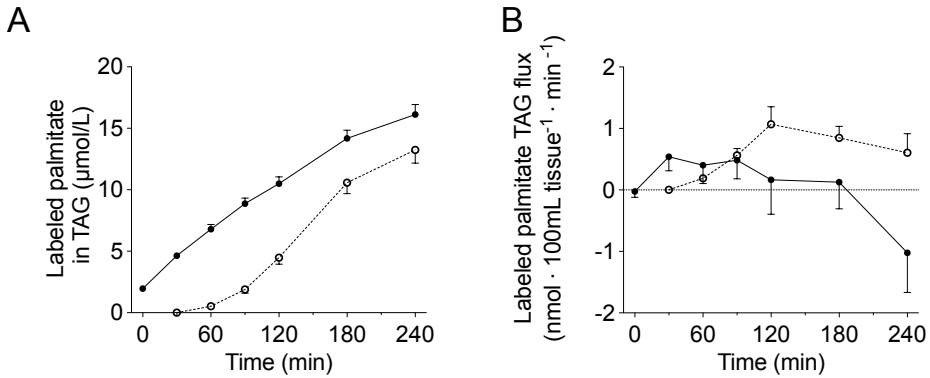 A
Labeled palmitate
in TAG (μmol/L)
20
15
10
5
0
0 60 120 180 240
Time (min)
B
Labeled palmitate TAG flux
(nmol · 100mL tissue⁻¹ · min ⁻¹)
2
1
0
-1
-2
0 60 120 180 240
Time (min)